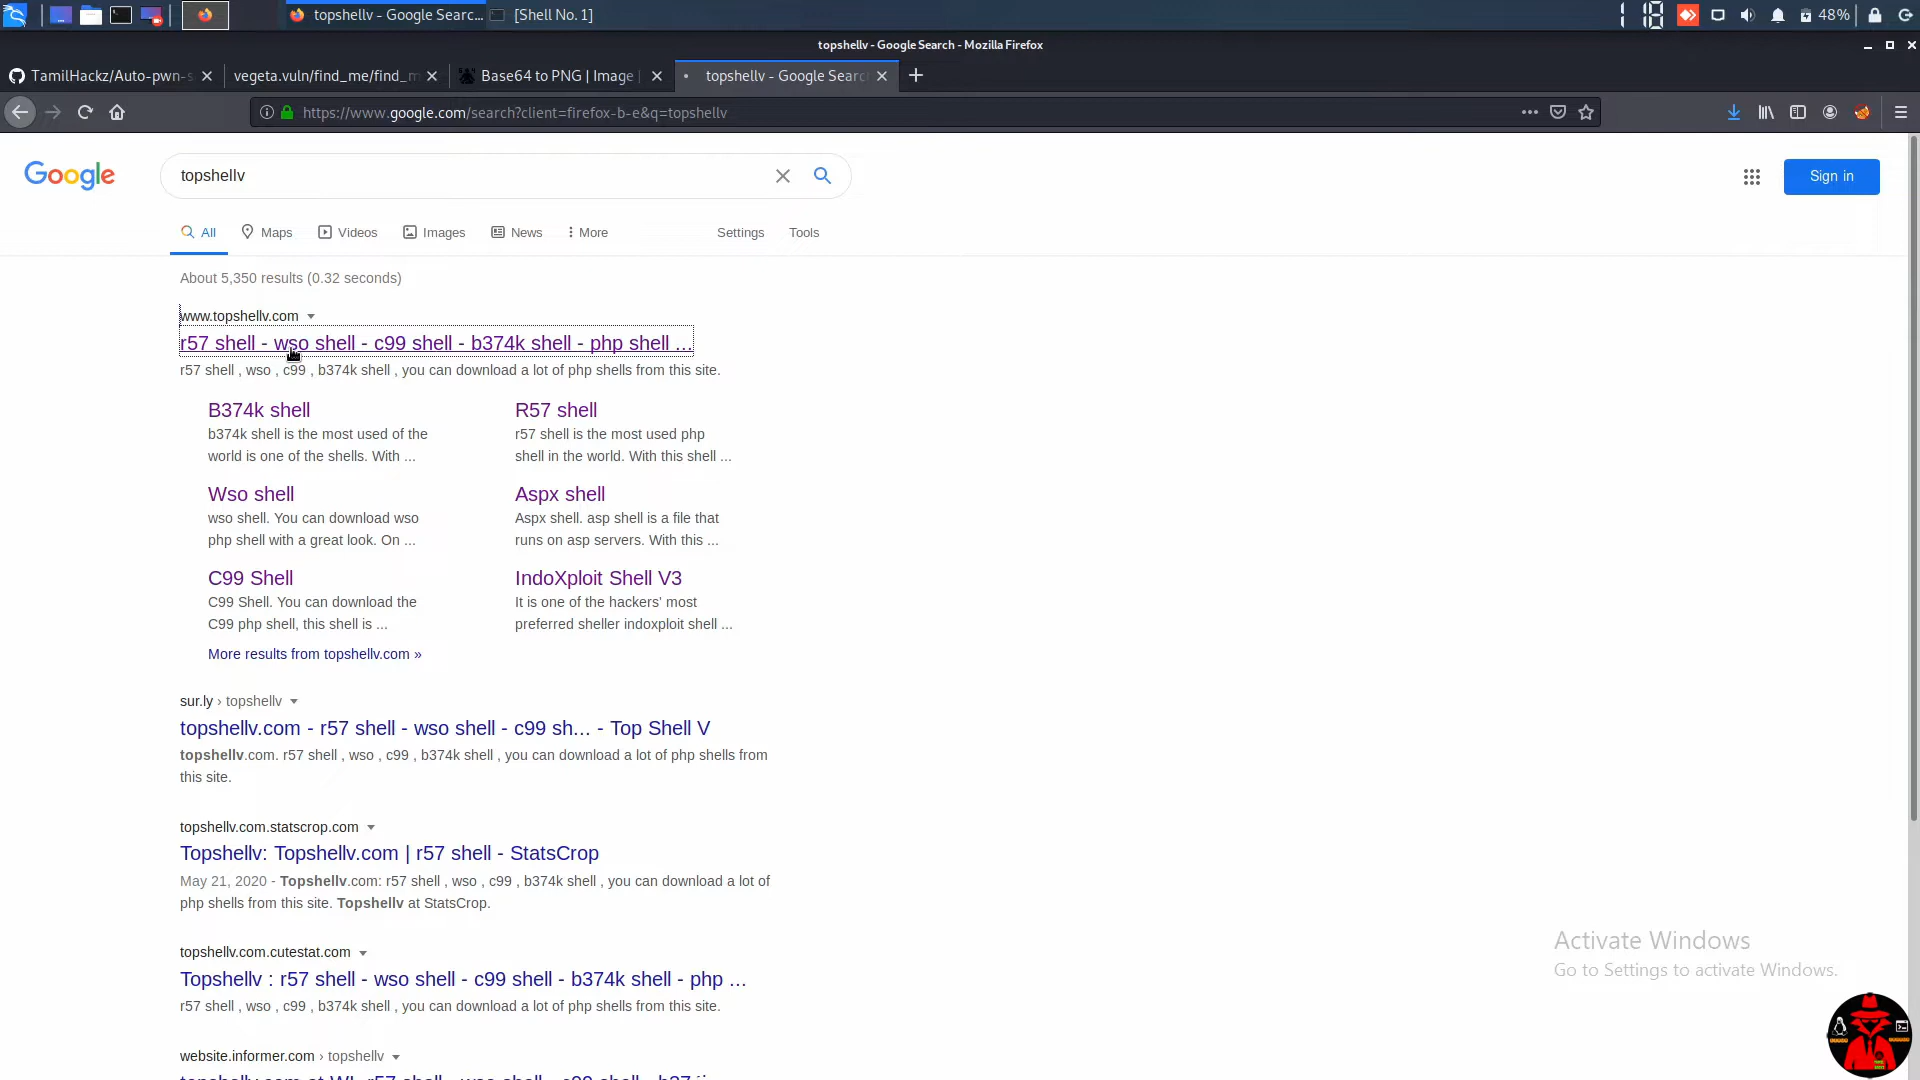 topshellv - Google Searc...
[Shell No. 1]
48%
topshellv - Google Search - Mozilla Firefox
TamilHackz/Auto-pwn-s
vegeta.vuln/find_me/find_m
Base64 to PNG | Image
topshellv - Google Searc
https://www.google.com/search?client=firefox-b-e&q=topshellv
Google
topshellv
Sign in
All
Maps
Videos
Images
News
More
Settings
Tools
About 5,350 results (0.32 seconds)
www.topshellv.com
r57 shell - wso shell - c99 shell - b374k shell - php shell ...
r57 shell , wso , c99 , b374k shell , you can download a lot of php shells from this site.
B374k shell
b374k shell is the most used of the
world is one of the shells. With ...
R57 shell
r57 shell is the most used php
shell in the world. With this shell ...
Wso shell
wso shell. You can download wso
php shell with a great look. On ...
Aspx shell
Aspx shell. asp shell is a file that
runs on asp servers. With this ...
C99 Shell
C99 Shell. You can download the
C99 php shell, this shell is ...
IndoXploit Shell V3
It is one of the hackers' most
preferred sheller indoxploit shell ...
More results from topshellv.com »
sur.ly › topshellv
topshellv.com - r57 shell - wso shell - c99 sh... - Top Shell V
topshellv.com. r57 shell , wso , c99 , b374k shell , you can download a lot of php shells from
this site.
topshellv.com.statscrop.com
Topshellv: Topshellv.com | r57 shell - StatsCrop
May 21, 2020 - Topshellv.com: r57 shell , wso , c99 , b374k shell , you can download a lot of
php shells from this site. Topshellv at StatsCrop.
topshellv.com.cutestat.com
Topshellv : r57 shell - wso shell - c99 shell - b374k shell - php ...
r57 shell , wso , c99 , b374k shell , you can download a lot of php shells from this site.
website.informer.com › topshellv
Activate Windows
Go to Settings to activate Windows.